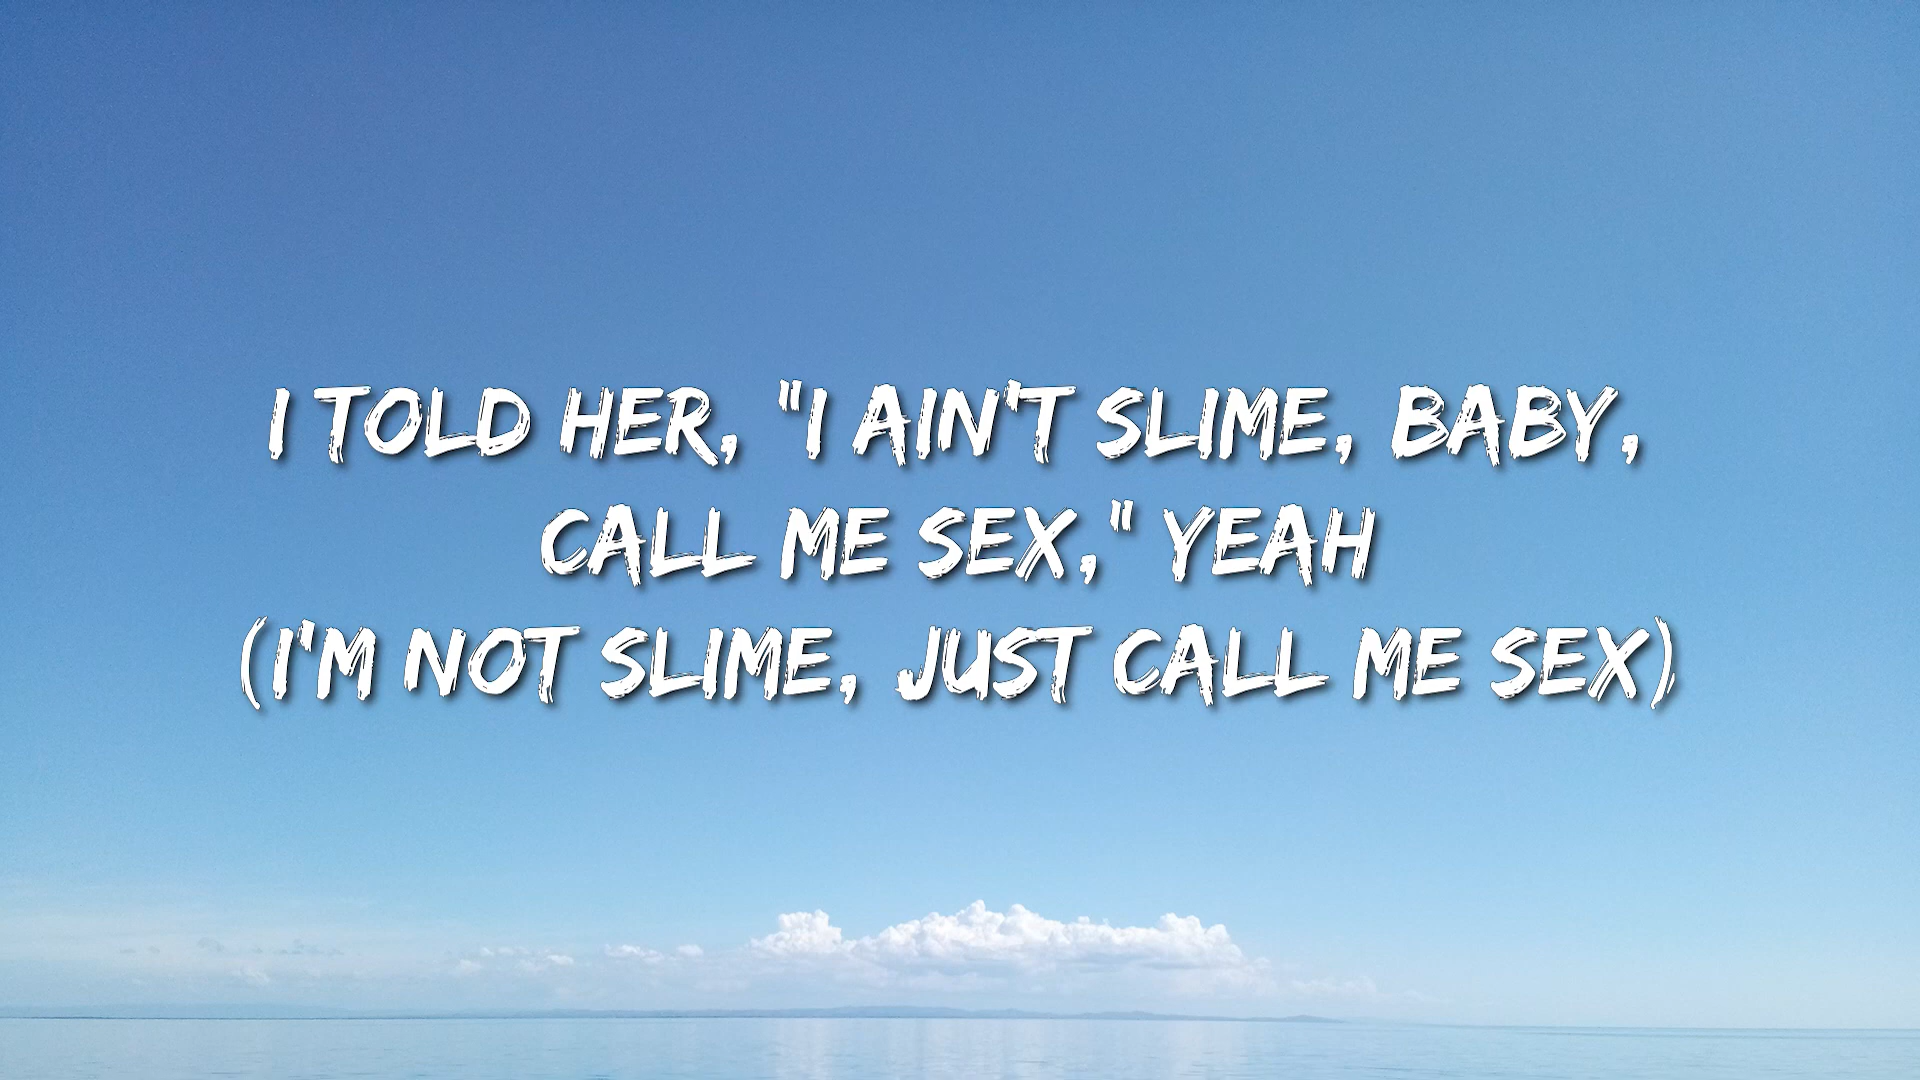 I TOLD HER, "I AIN'T SLIME, BABY,
CALL ME SEX," YEAH
(I'M NOT SLIME, JUST CALL ME SEX)